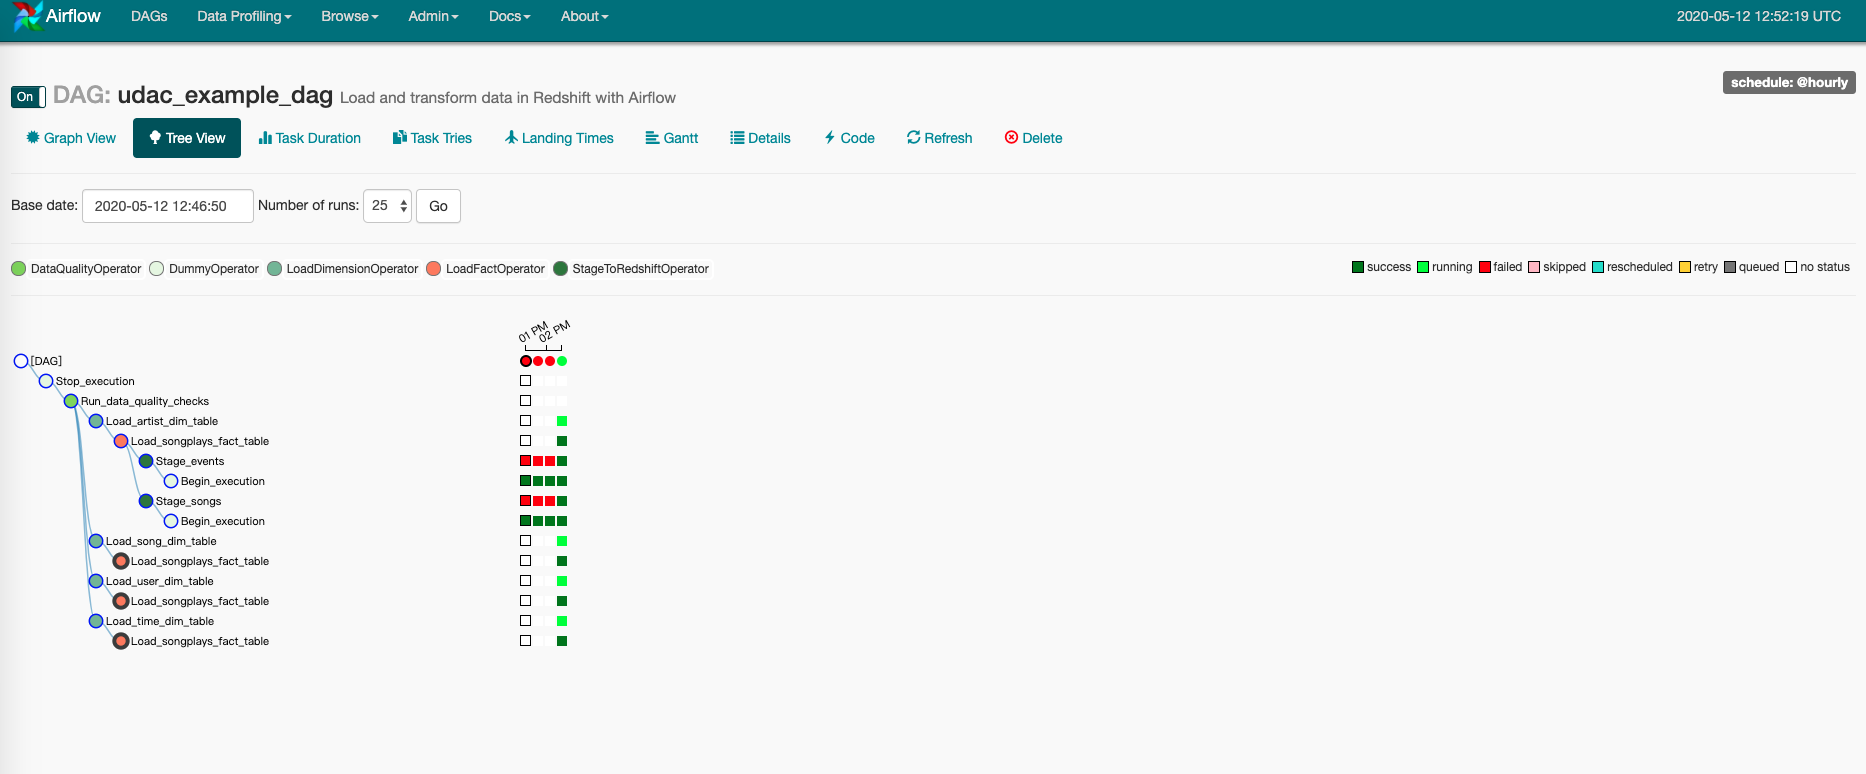 Airflow DAGs Data Profiling Browse Admin Docs About 2020-05-12 12:52:19 UTC
schedule: @hourly
On DAG: udac_example_dag Load and transform data in Redshift with Airflow
Graph View Tree View Task Duration Task Tries Landing Times Gantt Details Code Refresh Delete
Base date: 2020-05-12 12:46:50 Number of runs: 25 Go
DataQualityOperator DummyOperator LoadDimensionOperator LoadFactOperator StageToRedshiftOperator success running failed skipped rescheduled retry queued no status
01 PM 02 PM
[DAG]
Stop_execution
Run_data_quality_checks
Load_artist_dim_table
Load_songplays_fact_table
Stage_events
Begin_execution
Stage_songs
Begin_execution
Load_song_dim_table
Load_songplays_fact_table
Load_user_dim_table
Load_songplays_fact_table
Load_time_dim_table
Load_songplays_fact_table